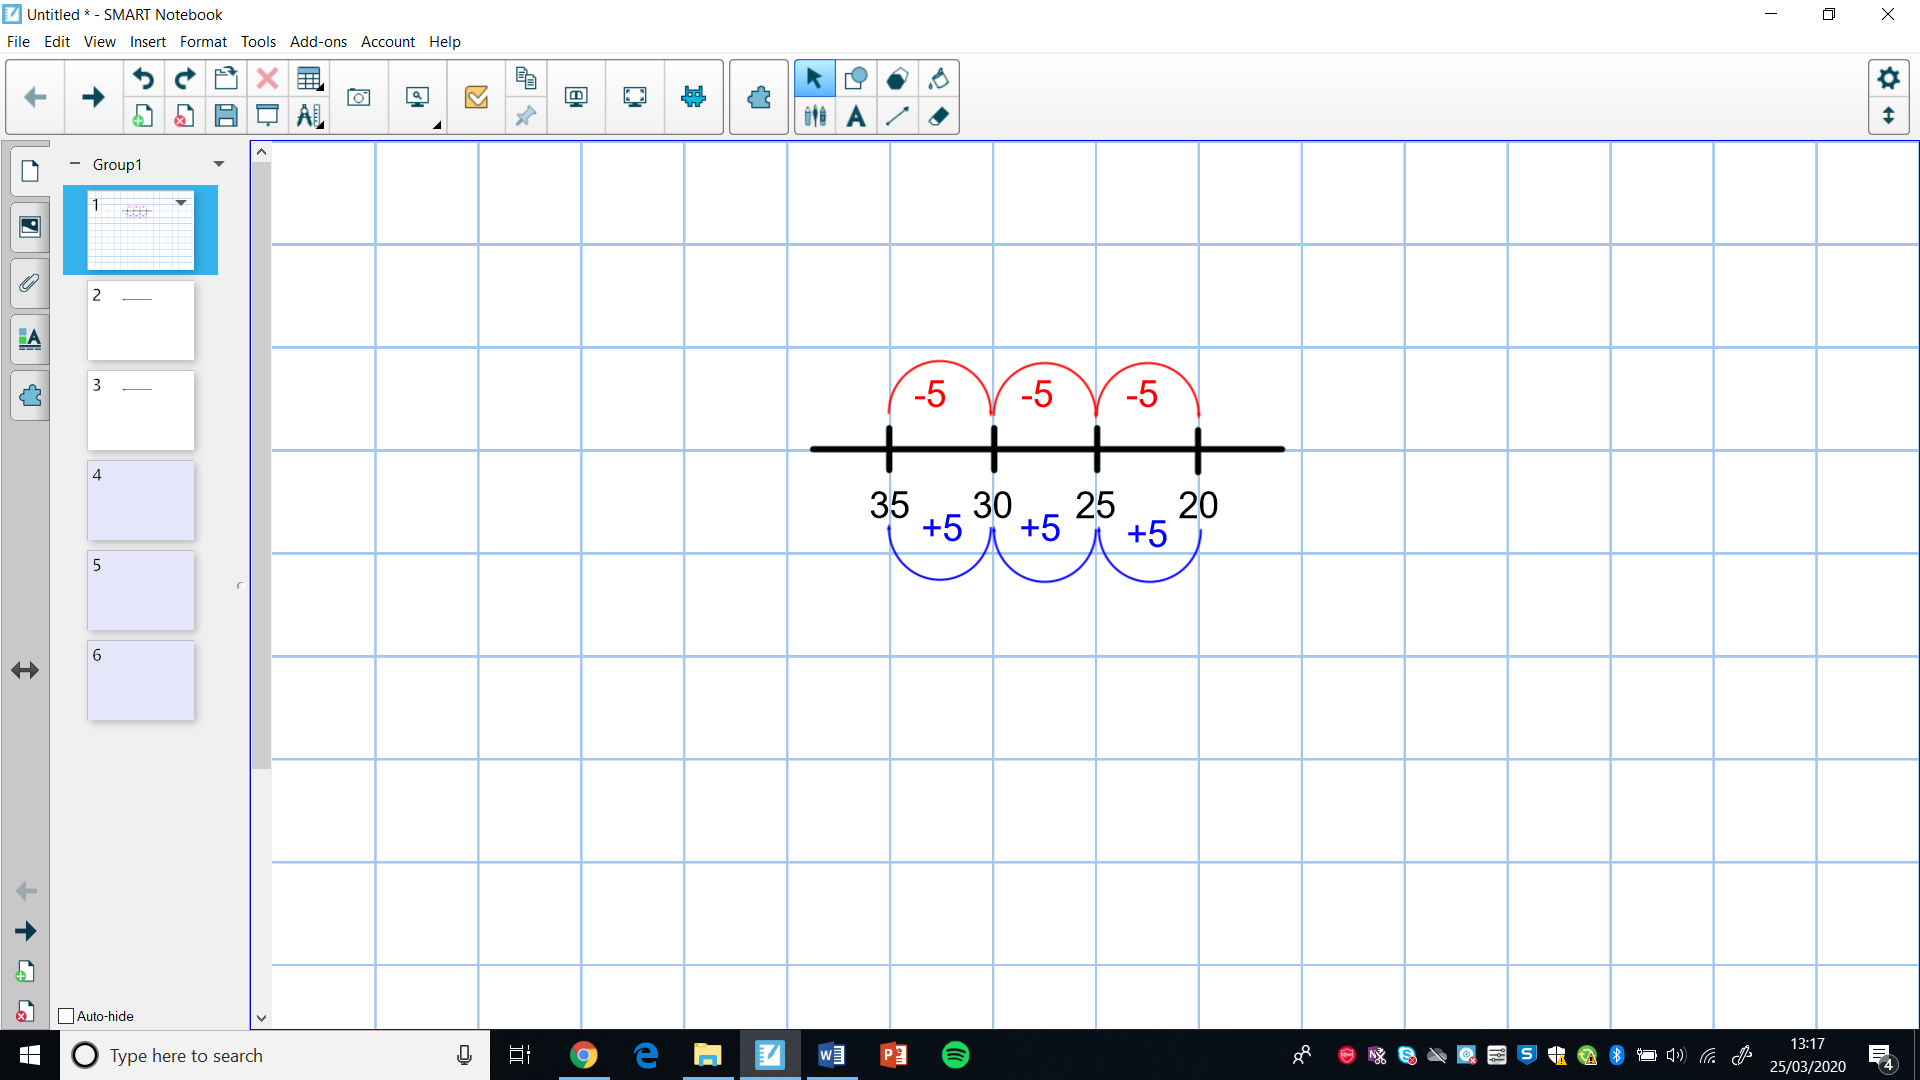 Untitled * - SMART Notebook
File Edit View Insert Format Tools Add-ons Account Help
Group1
1
2
3
4
5
6
-5 -5 -5
35 30 25 20
+5 +5 +5
Auto-hide
Type here to search
13:17
25/03/2020
4